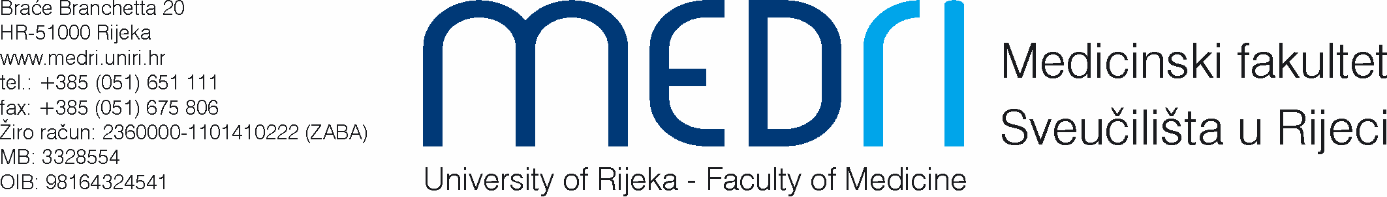 Braće Branchetta 20
HR-51000 Rijeka
www.medri.uniri.hr
tel.: +385 (051) 651 111
fax: +385 (051) 675 806
Žiro račun: 2360000-1101410222 (ZABA)
MB: 3328554
OIB: 98164324541
MEDRI
University of Rijeka - Faculty of Medicine
Medicinski fakultet
Sveučilišta u Rijeci